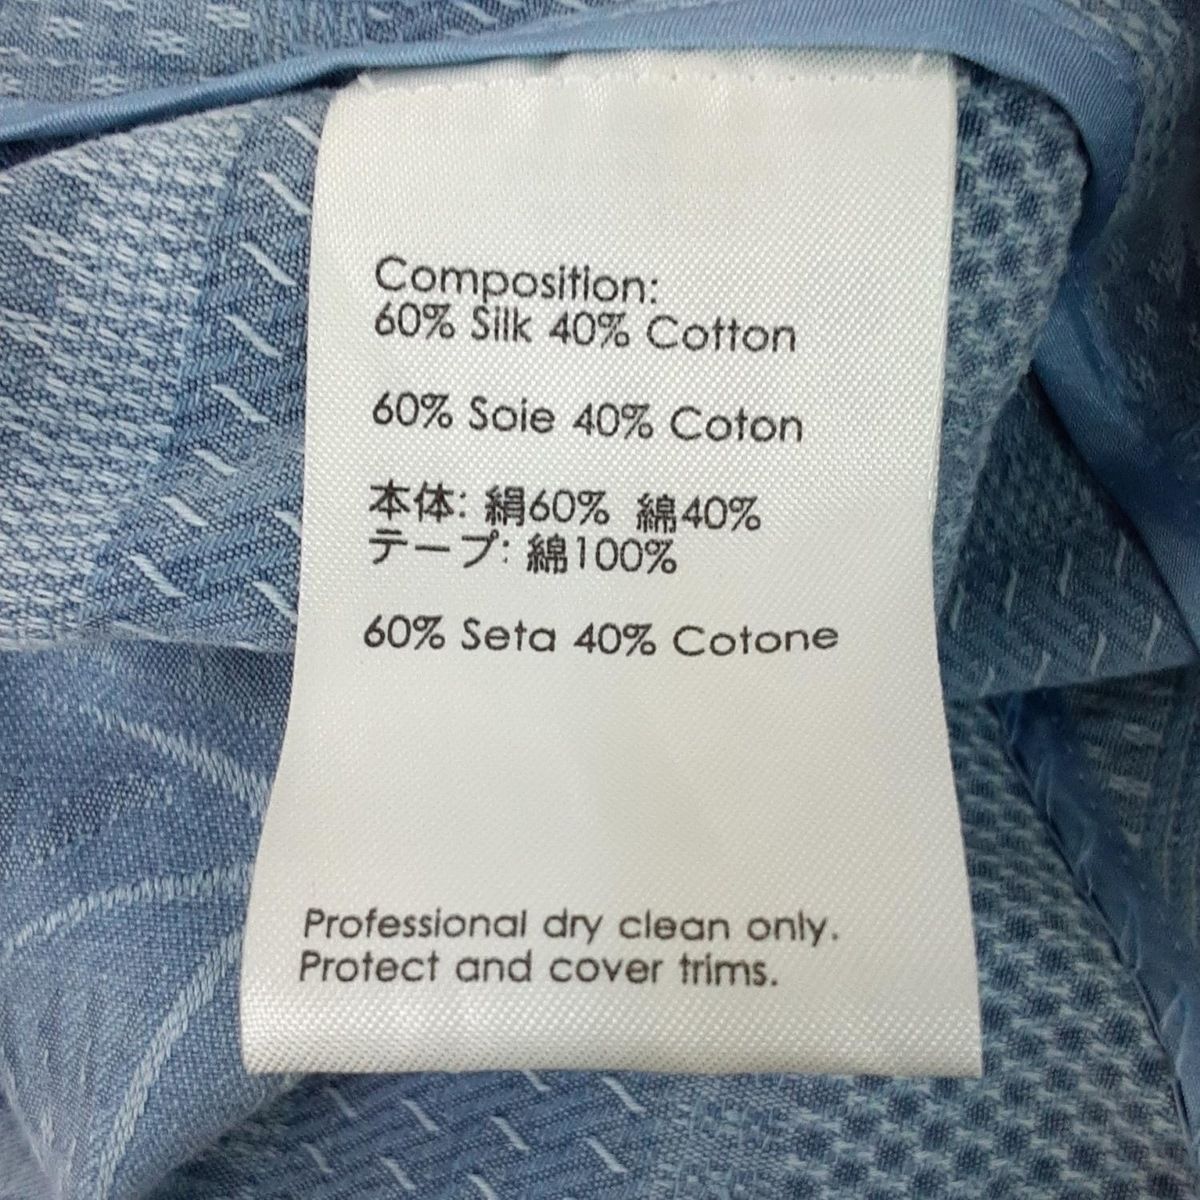 Composition:
60% Silk 40% Cotton
60% Soie 40% Coton
本体: 絹60% 綿40%
テープ: 綿100%
60% Seta 40% Cotone
Professional dry clean only.
Protect and cover trims.